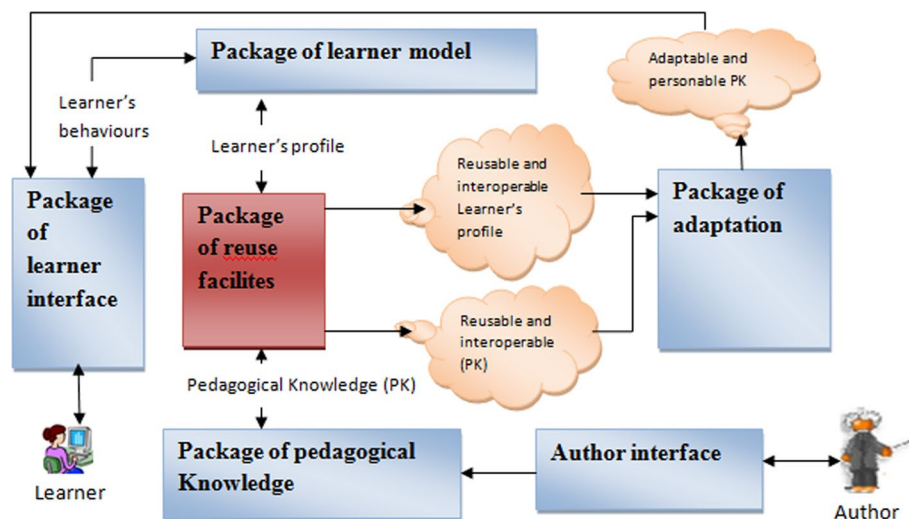 Package of learner model
Adaptable and
personable PK
Learner's
behaviours
Learner's profile
Package
of
learner
interface
Package
of reuse
facilites
Reusable and
interoperable
Learner's
profile
Package of
adaptation
Reusable and
interoperable
(PK)
Pedagogical Knowledge (PK)
Learner
Package of pedagogical
Knowledge
Author interface
Author